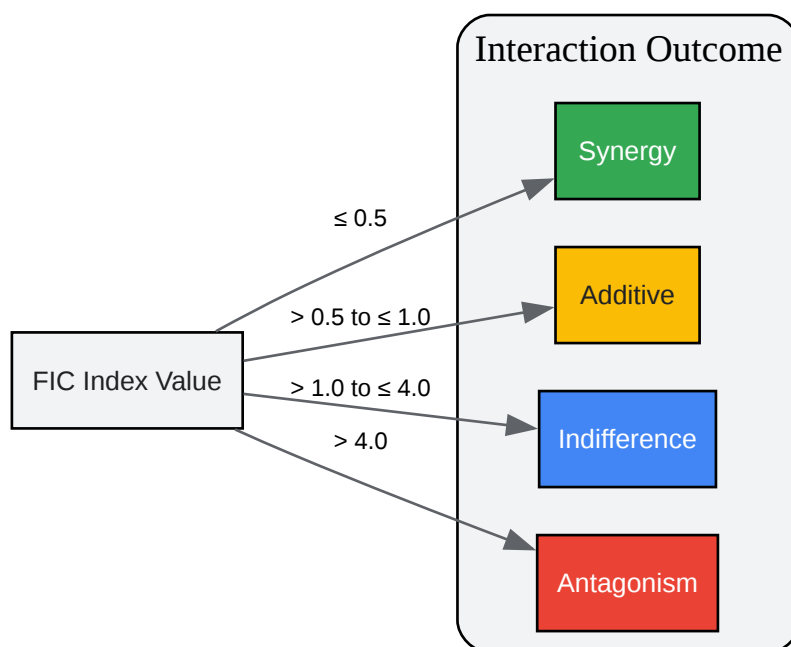 Interaction Outcome
Synergy
≤ 0.5
Additive
> 0.5 to ≤ 1.0
FIC Index Value
> 1.0 to ≤ 4.0
Indifference
> 4.0
Antagonism